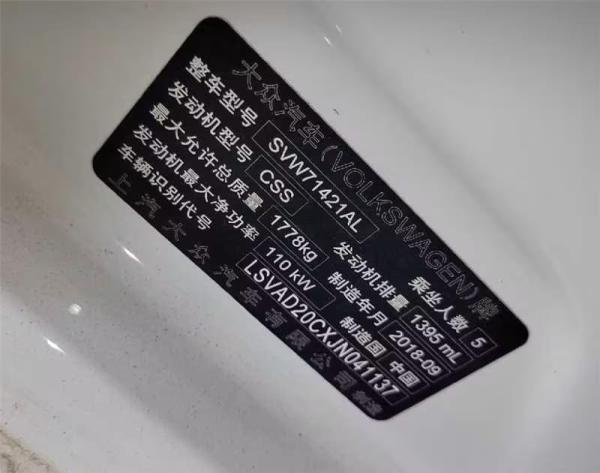 大众汽车(VOLKSWAGEN)牌
整车型号 SVW71421AL 乘坐人数 5
发动机型号 CSS 发动机排量 1395 mL
最大允许总质量 1778kg 制造年月 2018-09
发动机最大净功率 110 kW 制造国 中国
车辆识别代号 LSVAD20CXJN041137
上汽大众汽车有限公司 制造